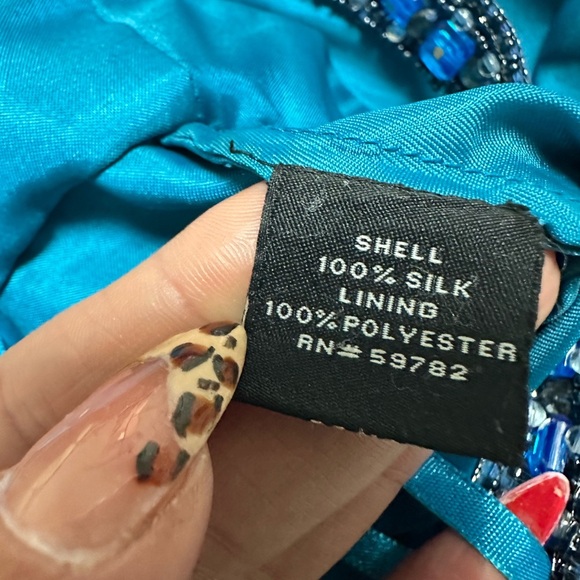 SHELL
100% SILK
LINING
100% POLYESTER
RN# 59782